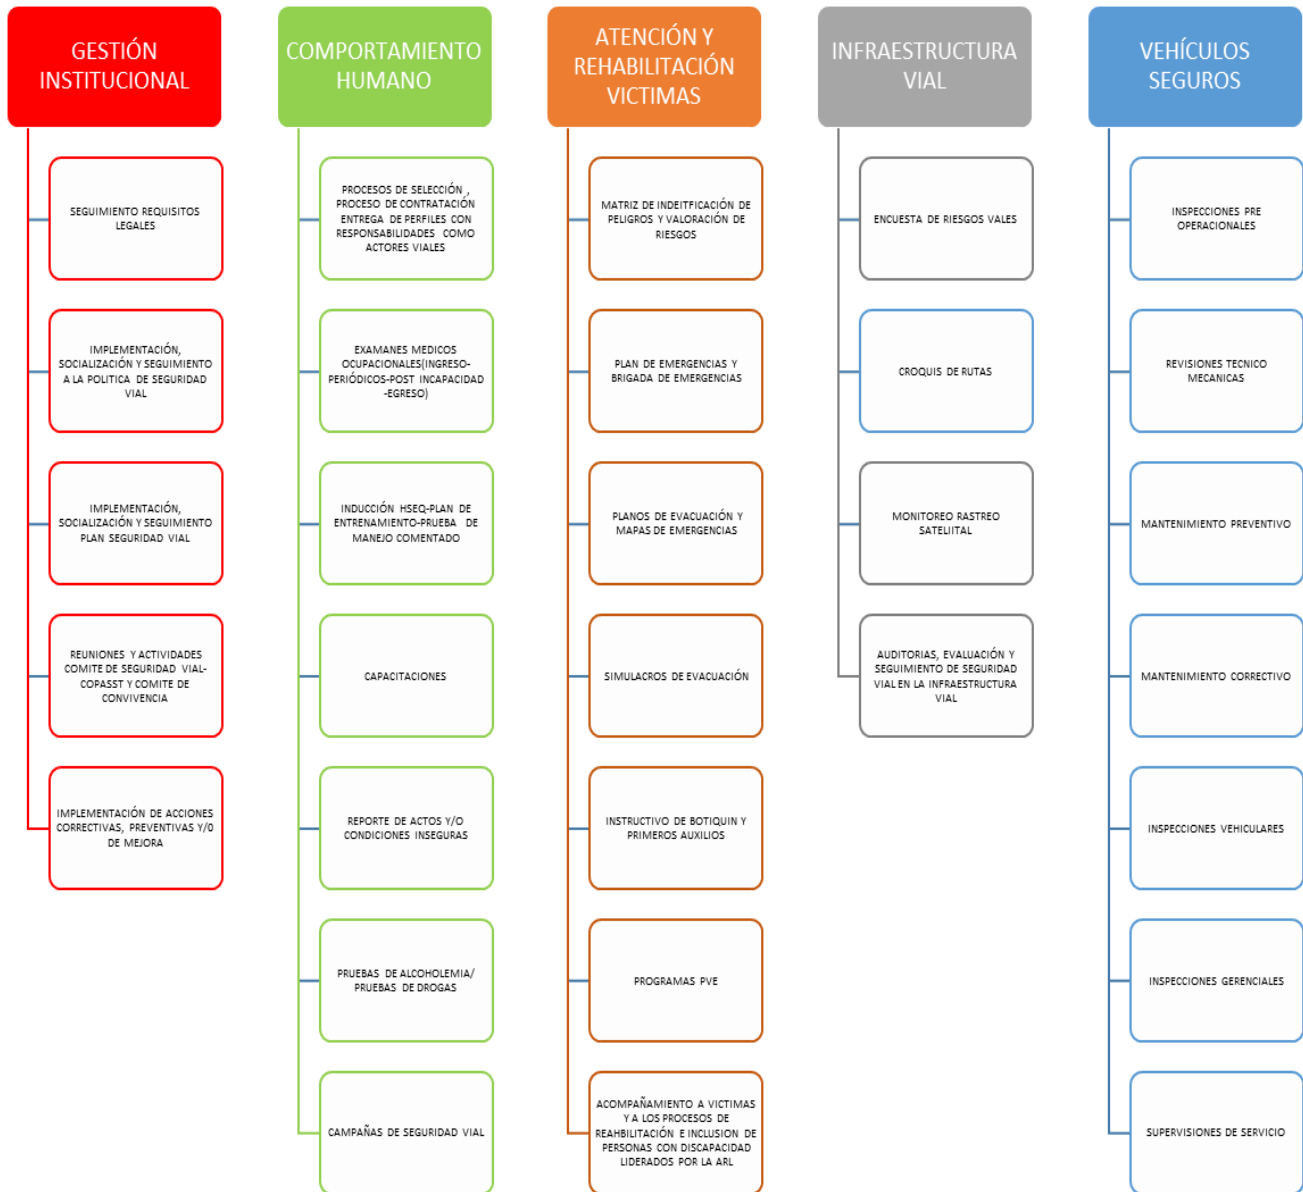 GESTIÓN
INSTITUCIONAL
SEGUIMIENTO REQUISITOS
LEGALES
IMPLEMENTACIÓN,
SOCIALIZACIÓN Y SEGUIMIENTO
A LA POLITICA DE SEGURIDAD
VIAL
IMPLEMENTACIÓN,
SOCIALIZACIÓN Y SEGUIMIENTO
PLAN SEGURIDAD VIAL
REUNIONES Y ACTIVIDADES
COMITE DE SEGURIDAD VIAL-
COPASST Y COMITE DE
CONVIVENCIA
IMPLEMENTACIÓN DE ACCIONES
CORRECTIVAS, PREVENTIVAS Y/0
DE MEJORA
COMPORTAMIENTO
HUMANO
PROCESOS DE SELECCIÓN ,
PROCESO DE CONTRATACIÓN
ENTREGA DE PERFILES CON
RESPONSABILIDADES COMO
ACTORES VIALES
EXAMANES MEDICOS
OCUPACIONALES(INGRESO-
PERIÓDICOS-POST INCAPACIDAD
-EGRESO)
INDUCCIÓN HSEQ-PLAN DE
ENTRENAMIENTO-PRUEBA DE
MANEJO COMENTADO
CAPACITACIONES
REPORTE DE ACTOS Y/O
CONDICIONES INSEGURAS
PRUEBAS DE ALCOHOLEMIA/
PRUEBAS DE DROGAS
CAMPAÑAS DE SEGURIDAD VIAL
ATENCIÓN Y
REHABILITACIÓN
VICTIMAS
MATRIZ DE INDEITFICACIÓN DE
PELIGROS Y VALORACIÓN DE
RIESGOS
PLAN DE EMERGENCIAS Y
BRIGADA DE EMERGENCIAS
PLANOS DE EVACUACIÓN Y
MAPAS DE EMERGENCIAS
SIMULACROS DE EVACUACIÓN
INSTRUCTIVO DE BOTIQUIN Y
PRIMEROS AUXILIOS
PROGRAMAS PVE
ACOMPAÑAMIENTO A VICTIMAS
Y A LOS PROCESOS DE
REAHBILITACIÓN E INCLUSION DE
PERSONAS CON DISCAPACIDAD
LIDERADOS POR LA ARL
INFRAESTRUCTURA
VIAL
ENCUESTA DE RIESGOS VALES
CROQUIS DE RUTAS
MONITOREO RASTREO
SATELIITAL
AUDITORIAS, EVALUACIÓN Y
SEGUIMIENTO DE SEGURIDAD
VIAL EN LA INFRAESTRUCTURA
VIAL
VEHÍCULOS
SEGUROS
INSPECCIONES PRE
OPERACIONALES
REVISIONES TECNICO
MECANICAS
MANTENIMIENTO PREVENTIVO
MANTENIMIENTO CORRECTIVO
INSPECCIONES VEHICULARES
INSPECCIONES GERENCIALES
SUPERVISIONES DE SERVICIO